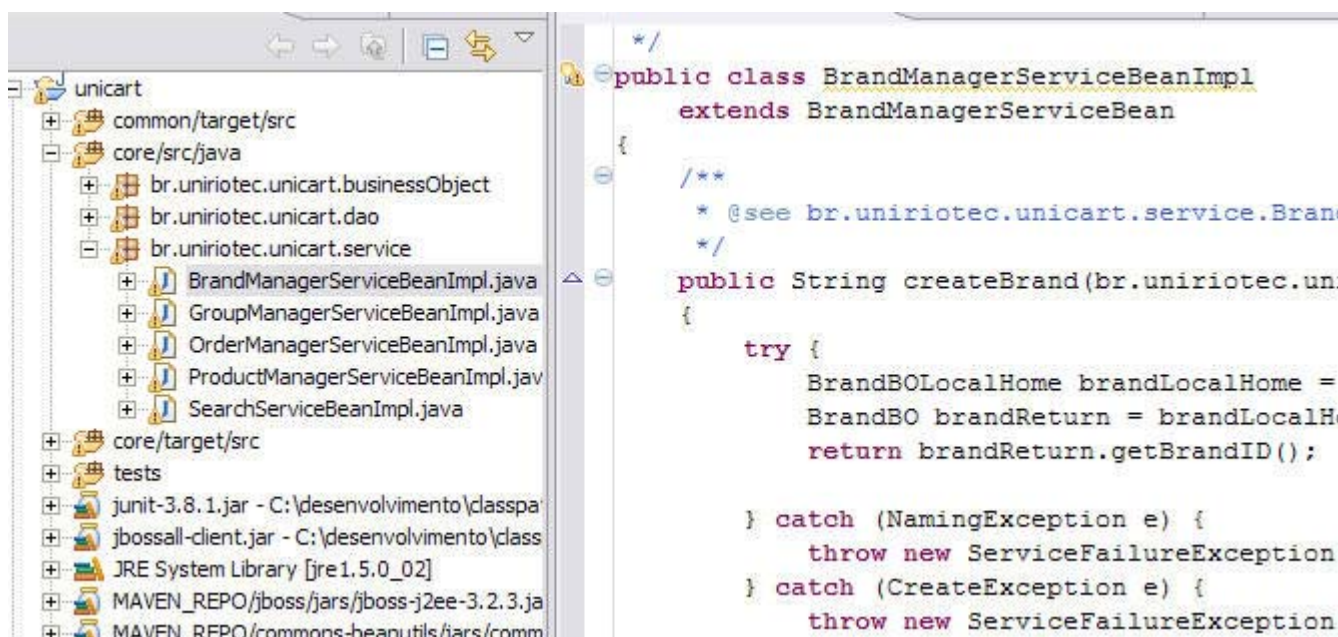 unicart
common/target/src
core/src/java
br.uniriotec.unicart.businessObject
br.uniriotec.unicart.dao
br.uniriotec.unicart.service
BrandManagerServiceBeanImpl.java
GroupManagerServiceBeanImpl.java
OrderManagerServiceBeanImpl.java
ProductManagerServiceBeanImpl.jav
SearchServiceBeanImpl.java
core/target/src
tests
junit-3.8.1.jar - C:\desenvolvimento\classpa
jbossall-client.jar - C:\desenvolvimento\class
JRE System Library [jre1.5.0_02]
MAVEN_REPO/jboss/jars/jboss-j2ee-3.2.3.ja
MAVEN_REPO/commons-beanutils/jars/comm
*/
public class BrandManagerServiceBeanImpl
extends BrandManagerServiceBean
{
/**
* @see br.uniriotec.unicart.service.Bran
*/
public String createBrand(br.uniriotec.uni
{
try {
BrandBOLocalHome brandLocalHome =
BrandBO brandReturn = brandLocalH
return brandReturn.getBrandID();
} catch (NamingException e) {
throw new ServiceFailureException
} catch (CreateException e) {
throw new ServiceFailureException